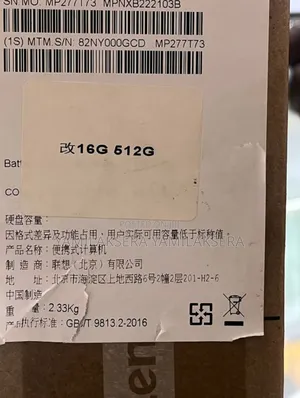 SN NO. MP277T73 MPNXB222103B
(1S) MTM.S/N 82NY000GCD MP277T73
改16G 512G
Batt
CO
硬盘容量：
因格式差异及功能占用，用户实际可用容量低于标称值。
产品名称：便携式计算机
制 造 商：联想（北京）有限公司
地 址：北京市海淀区上地西路6号2幢2层201-H2-6
中国制造
重 量：2.33Kg
产品执行标准：GB/T 9813.2-2016